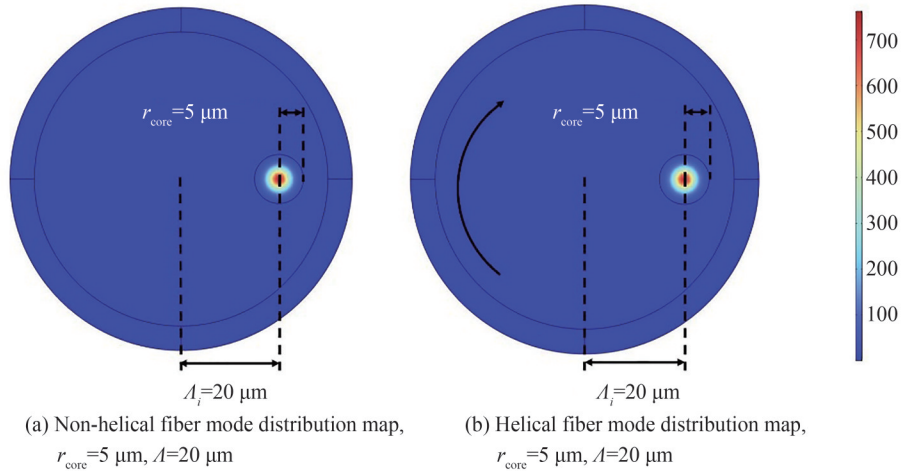 r_core=5 μm
Λ_i=20 μm
(a) Non-helical fiber mode distribution map,
r_core=5 μm, Λ=20 μm
r_core=5 μm
Λ_i=20 μm
(b) Helical fiber mode distribution map,
r_core=5 μm, Λ=20 μm
700
600
500
400
300
200
100